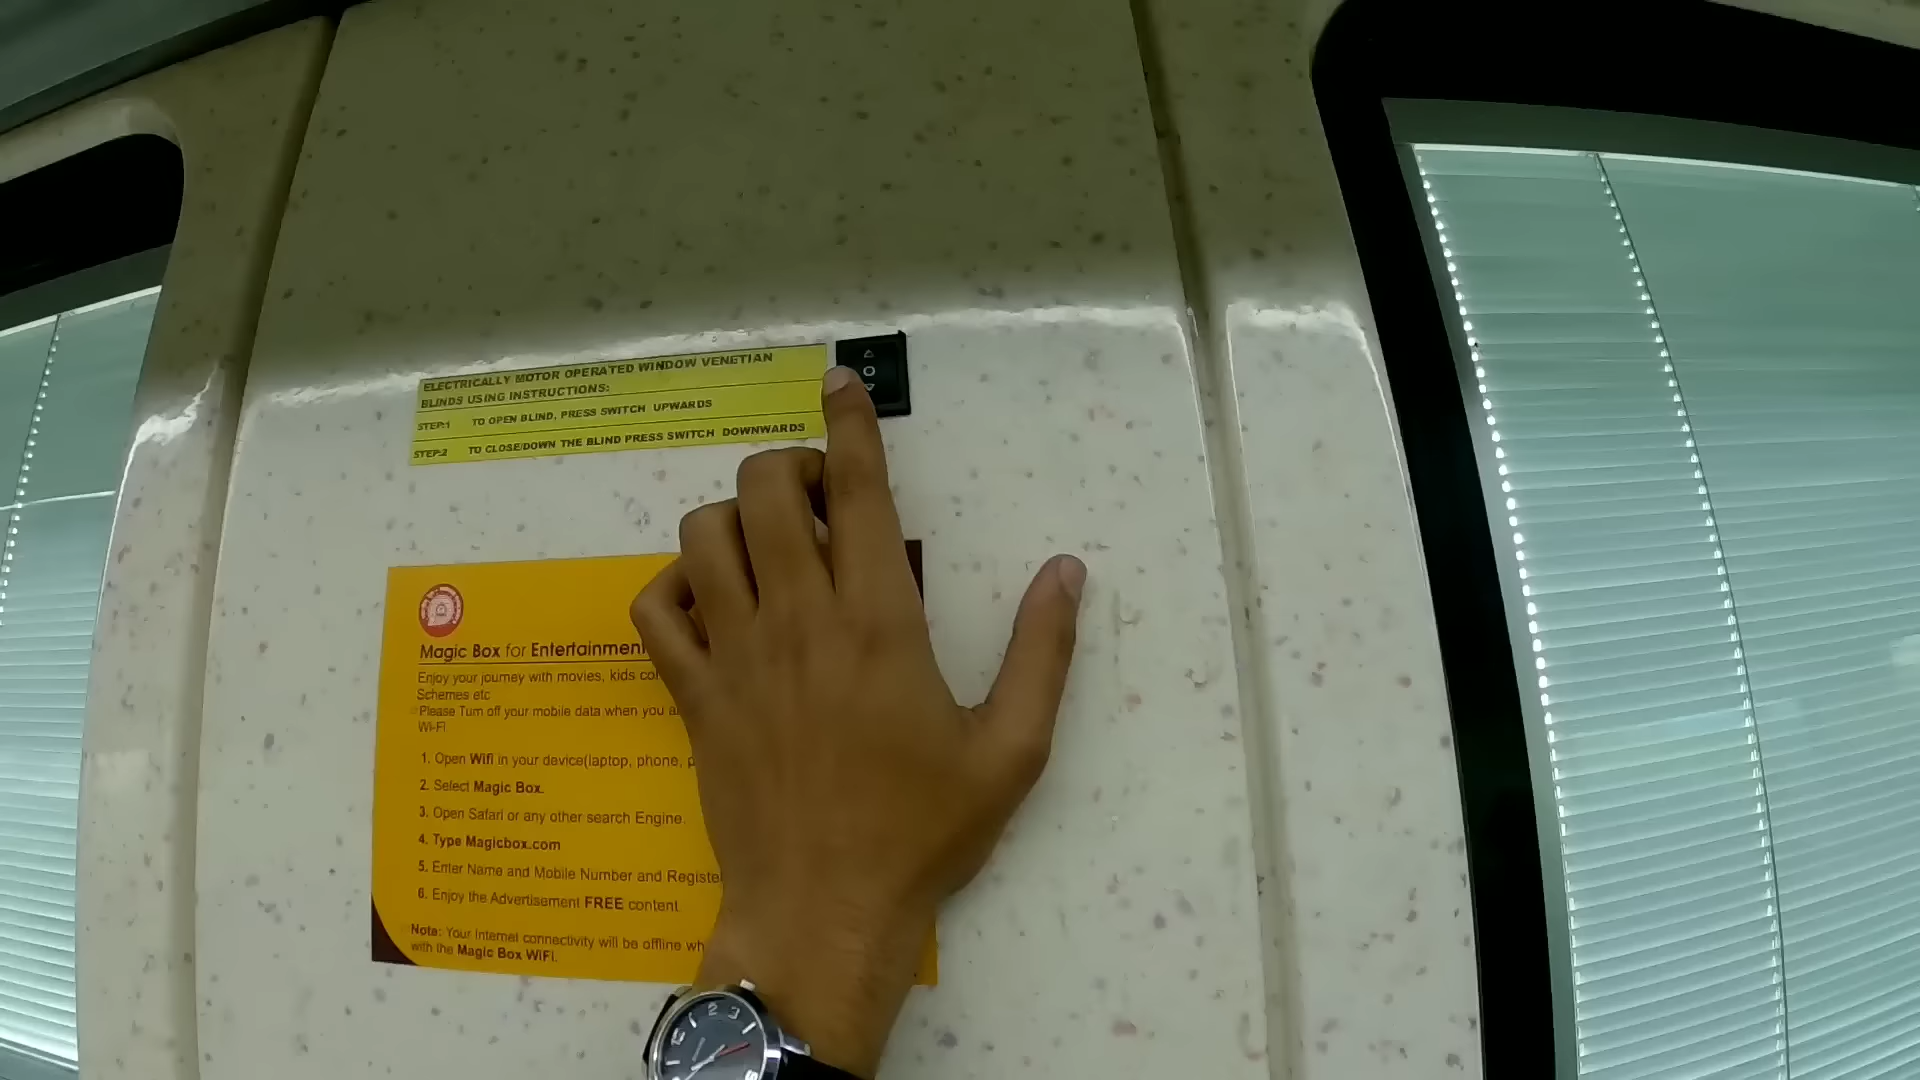 ELECTRICALLY MOTOR OPERATED WINDOW VENETIAN
BLINDS USING INSTRUCTIONS:
STEP:1 TO OPEN BLIND, PRESS SWITCH UPWARDS
STEP:2 TO CLOSE/DOWN THE BLIND PRESS SWITCH DOWNWARDS
Magic Box for Entertainment
Enjoy your journey with movies, kids
Schemes etc
Please Turn off your mobile data when you
Wi-Fi
1. Open Wifi in your device(laptop, phone,
2. Select Magic Box.
3. Open Safari or any other search Engine.
4. Type Magicbox.com
5. Enter Name and Mobile Number and Register
6. Enjoy the Advertisement FREE content.
Note: Your Internet connectivity will be offline
with the Magic Box WiFi.
2 3